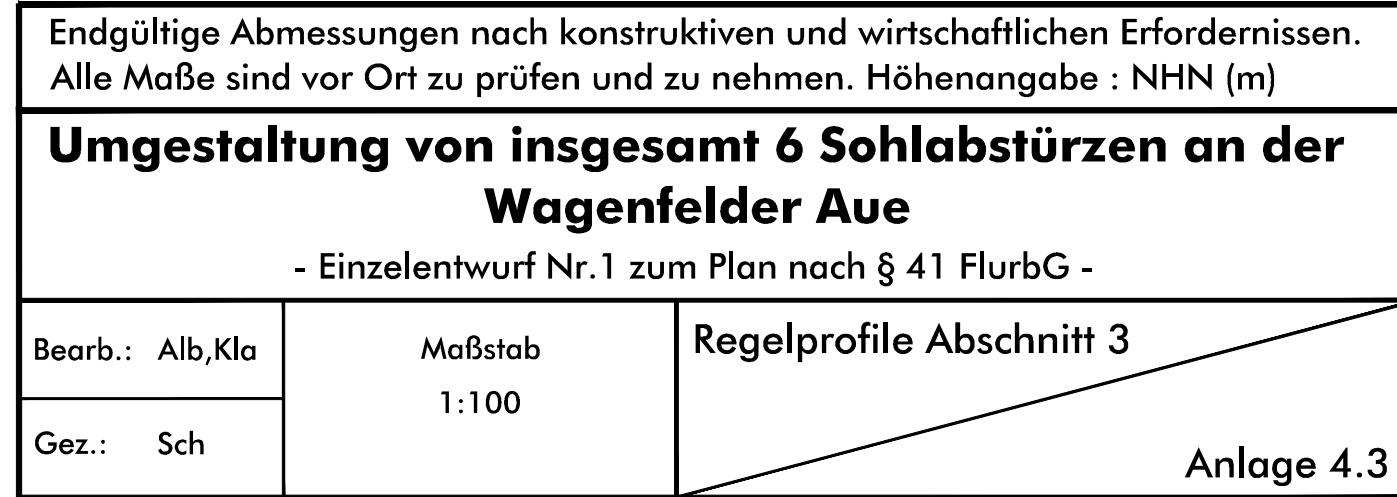 Endgültige Abmessungen nach konstruktiven und wirtschaftlichen Erfordernissen.
Alle Maße sind vor Ort zu prüfen und zu nehmen. Höhenangabe : NHN (m)
Umgestaltung von insgesamt 6 Sohlabstürzen an der
Wagenfelder Aue
- Einzelentwurf Nr.1 zum Plan nach § 41 FlurbG -
Bearb.: Alb,Kla
Gez.: Sch
Maßstab
1:100
Regelprofile Abschnitt 3
Anlage 4.3